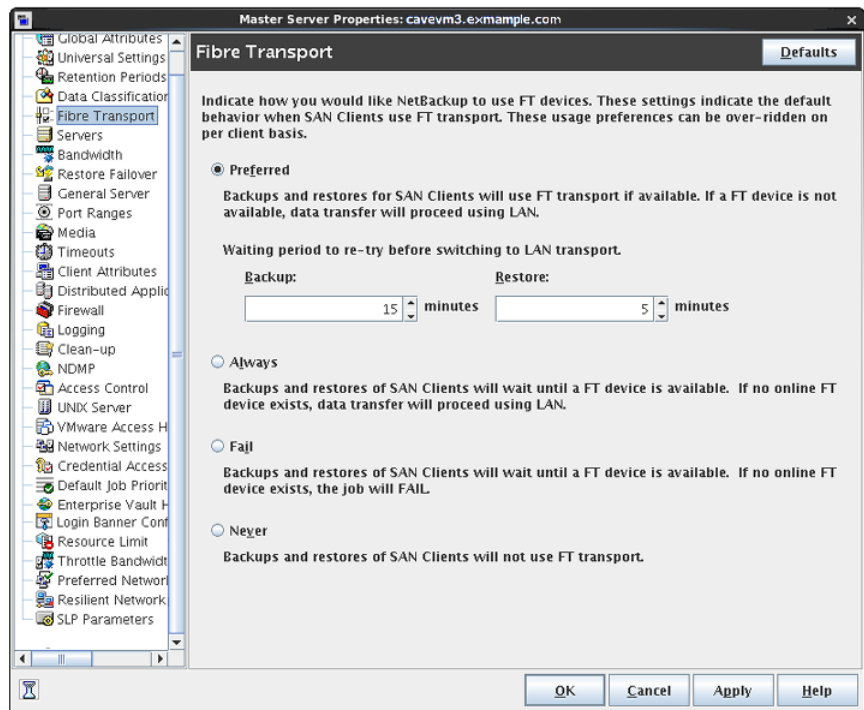 Master Server Properties: cavevm3.exmample.com
Global Attributes
Universal Settings
Retention Periods
Data Classification
Fibre Transport
Servers
Bandwidth
Restore Failover
General Server
Port Ranges
Media
Timeouts
Client Attributes
Distributed Applic
Firewall
Logging
Clean-up
NDMP
Access Control
UNIX Server
VMware Access H
Network Settings
Credential Access
Default Job Priorit
Enterprise Vault H
Login Banner Conf
Resource Limit
Throttle Bandwidt
Preferred Networ
Resilient Network
SLP Parameters
Fibre Transport
Defaults
Indicate how you would like NetBackup to use FT devices. These settings indicate the default
behavior when SAN Clients use FT transport. These usage preferences can be over-ridden on
per client basis.
Preferred
Backups and restores for SAN Clients will use FT transport if available. If a FT device is not
available, data transfer will proceed using LAN.
Waiting period to re-try before switching to LAN transport.
Backup: Restore:
15 minutes 5 minutes
Always
Backups and restores of SAN Clients will wait until a FT device is available. If no online FT
device exists, data transfer will proceed using LAN.
Fail
Backups and restores of SAN Clients will wait until a FT device is available. If no online FT
device exists, the job will FAIL.
Never
Backups and restores of SAN Clients will not use FT transport.
OK Cancel Apply Help